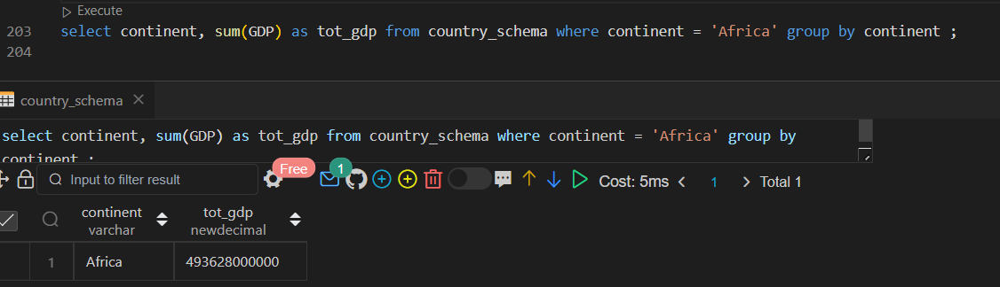 Execute
203 select continent, sum(GDP) as tot_gdp from country_schema where continent = 'Africa' group by continent ;
204
country_schema
select continent, sum(GDP) as tot_gdp from country_schema where continent = 'Africa' group by
continent ;
Input to filter result Free 1 Cost: 5ms 1 Total 1
continent tot_gdp
varchar newdecimal
1 Africa 493628000000